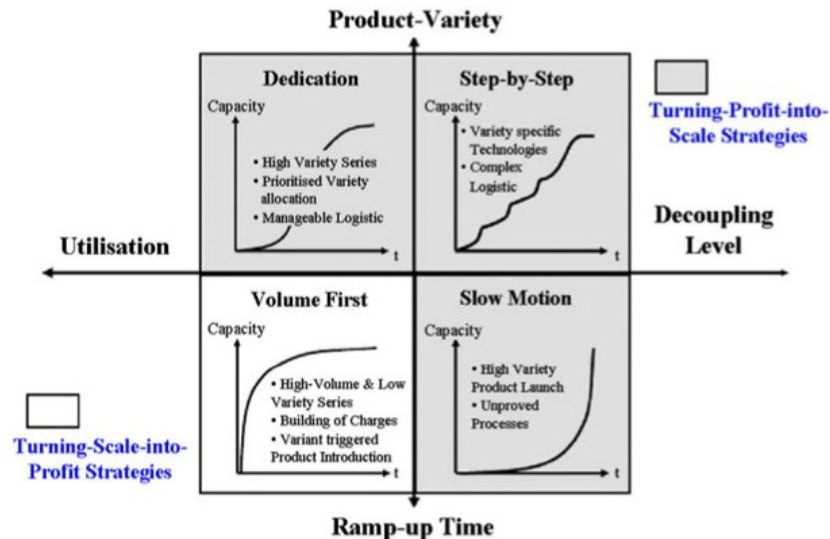 Product-Variety
Dedication
Capacity
• High Variety Series
• Prioritised Variety
allocation
• Manageable Logistic
t
Step-by-Step
Capacity
• Variety specific
Technologies
• Complex
Logistic
t
Turning-Profit-into-
Scale Strategies
Utilisation
Decoupling
Level
Volume First
Capacity
• High-Volume & Low
Variety Series
• Building of Charges
• Variant triggered
Product Introduction
t
Slow Motion
Capacity
• High Variety
Product Launch
• Unproved
Processes
t
Turning-Scale-into-
Profit Strategies
Ramp-up Time